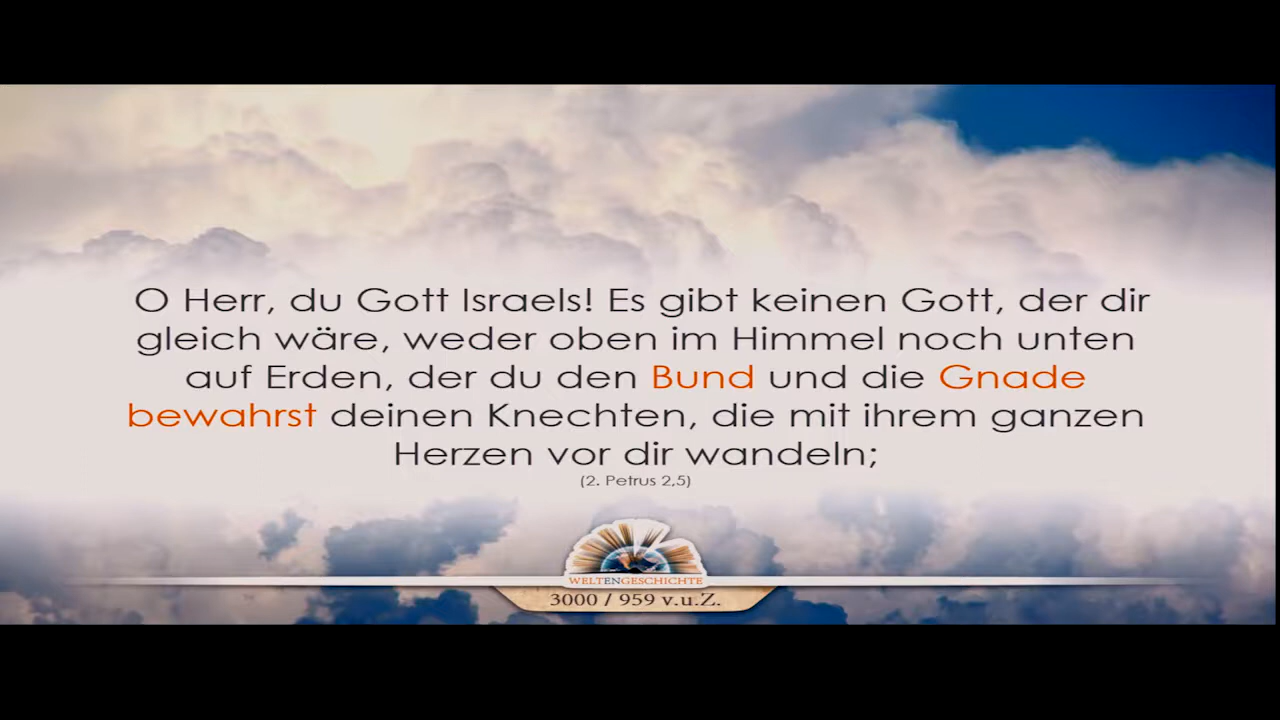 O Herr, du Gott Israels! Es gibt keinen Gott, der dir
gleich wäre, weder oben im Himmel noch unten
auf Erden, der du den Bund und die Gnade
bewahrst deinen Knechten, die mit ihrem ganzen
Herzen vor dir wandeln;
(2. Petrus 2,5)
WELTENGESCHICHTE
3000 / 959 v.u.Z.